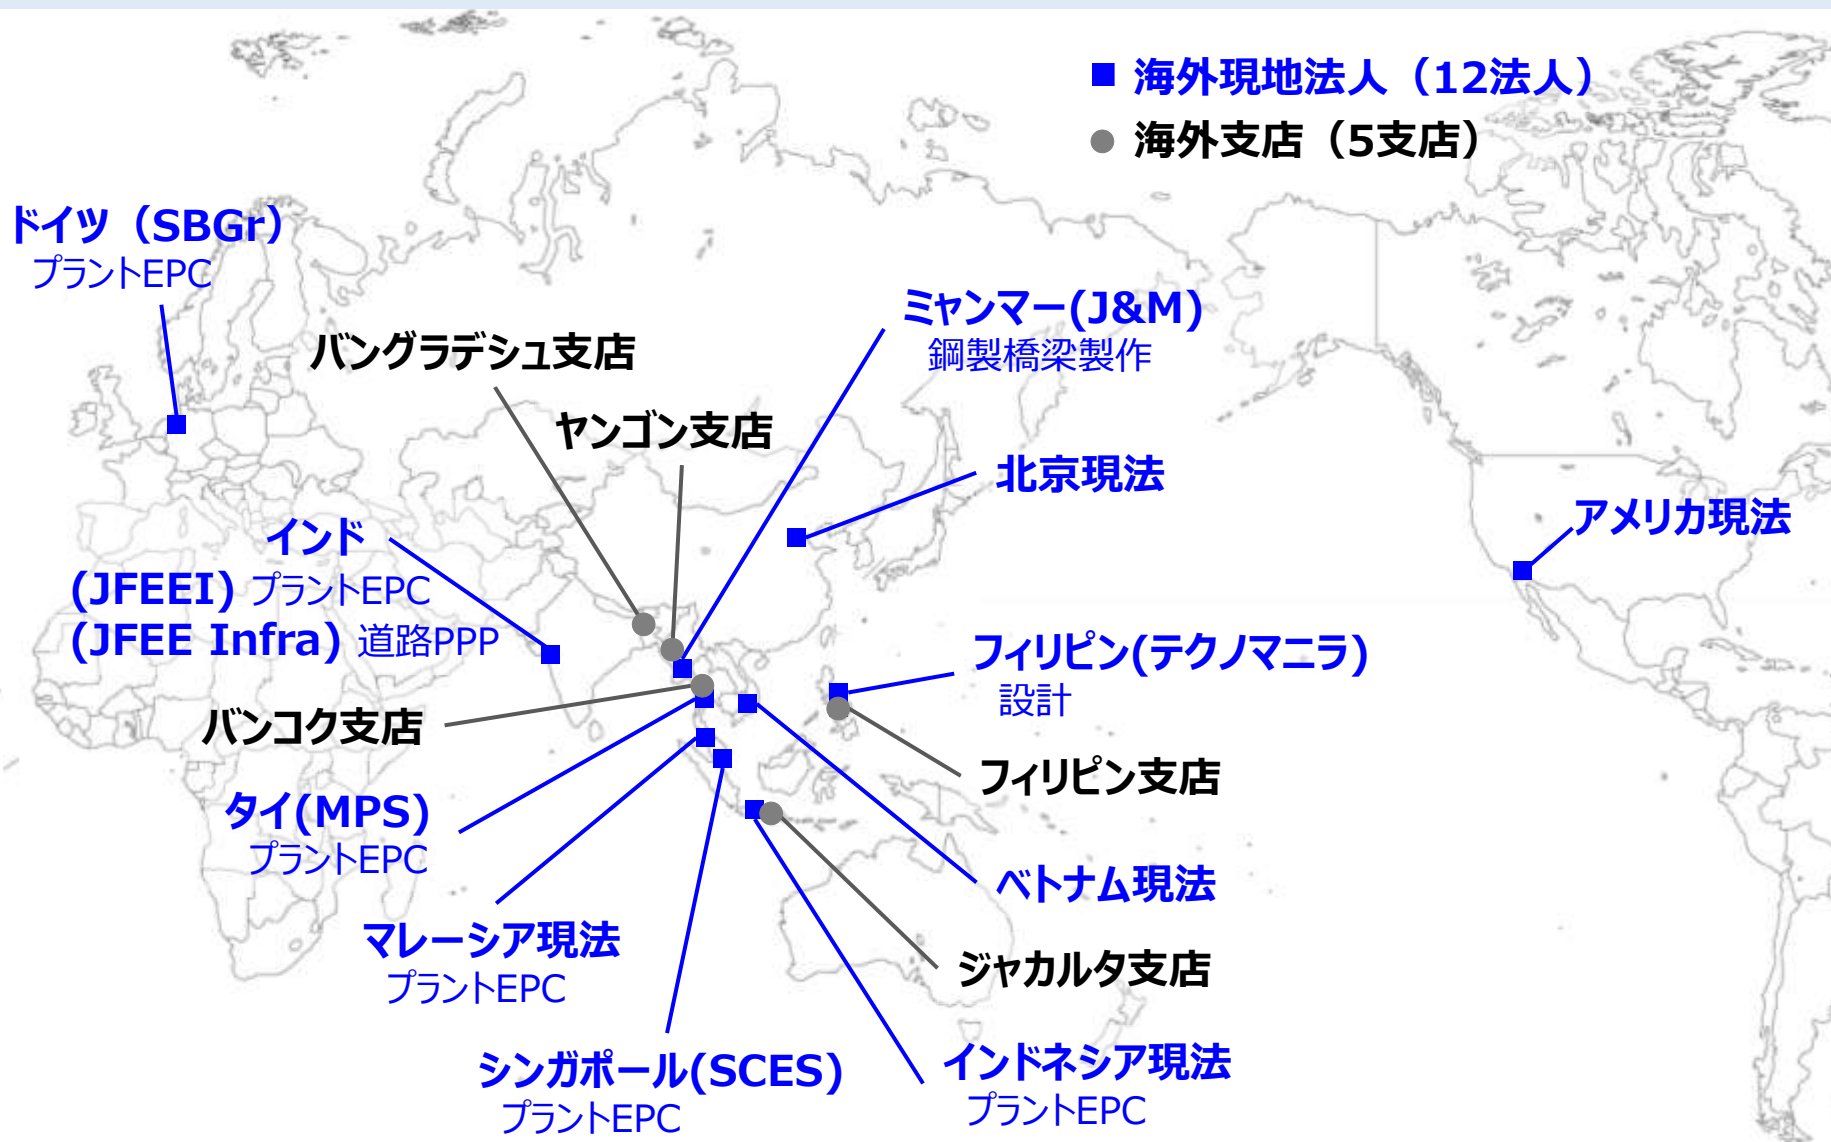 ■ 海外現地法人（12法人）
● 海外支店（5支店）
ドイツ（SBGr）
プラントEPC
バングラデシュ支店
ヤンゴン支店
ミャンマー(J&M)
鋼製橋梁製作
北京現法
アメリカ現法
インド
(JFEEI) プラントEPC
(JFEE Infra) 道路PPP
フィリピン(テクノマニラ)
設計
バンコク支店
フィリピン支店
タイ(MPS)
プラントEPC
ベトナム現法
マレーシア現法
プラントEPC
ジャカルタ支店
シンガポール(SCES)
プラントEPC
インドネシア現法
プラントEPC